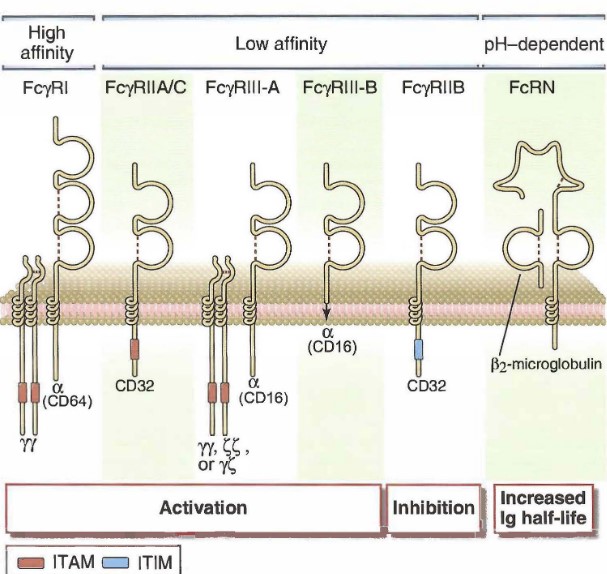 High
affinity
Low affinity
pH–dependent
FcγRI
FcγRIIA/C
FcγRIII-A
FcγRIII-B
FcγRIIB
FcRN
α
(CD64)
γγ
CD32
α
(CD16)
γγ, ζζ,
or γζ
α
(CD16)
CD32
β2-microglobulin
Activation
Inhibition
Increased
Ig half-life
ITAM
ITIM